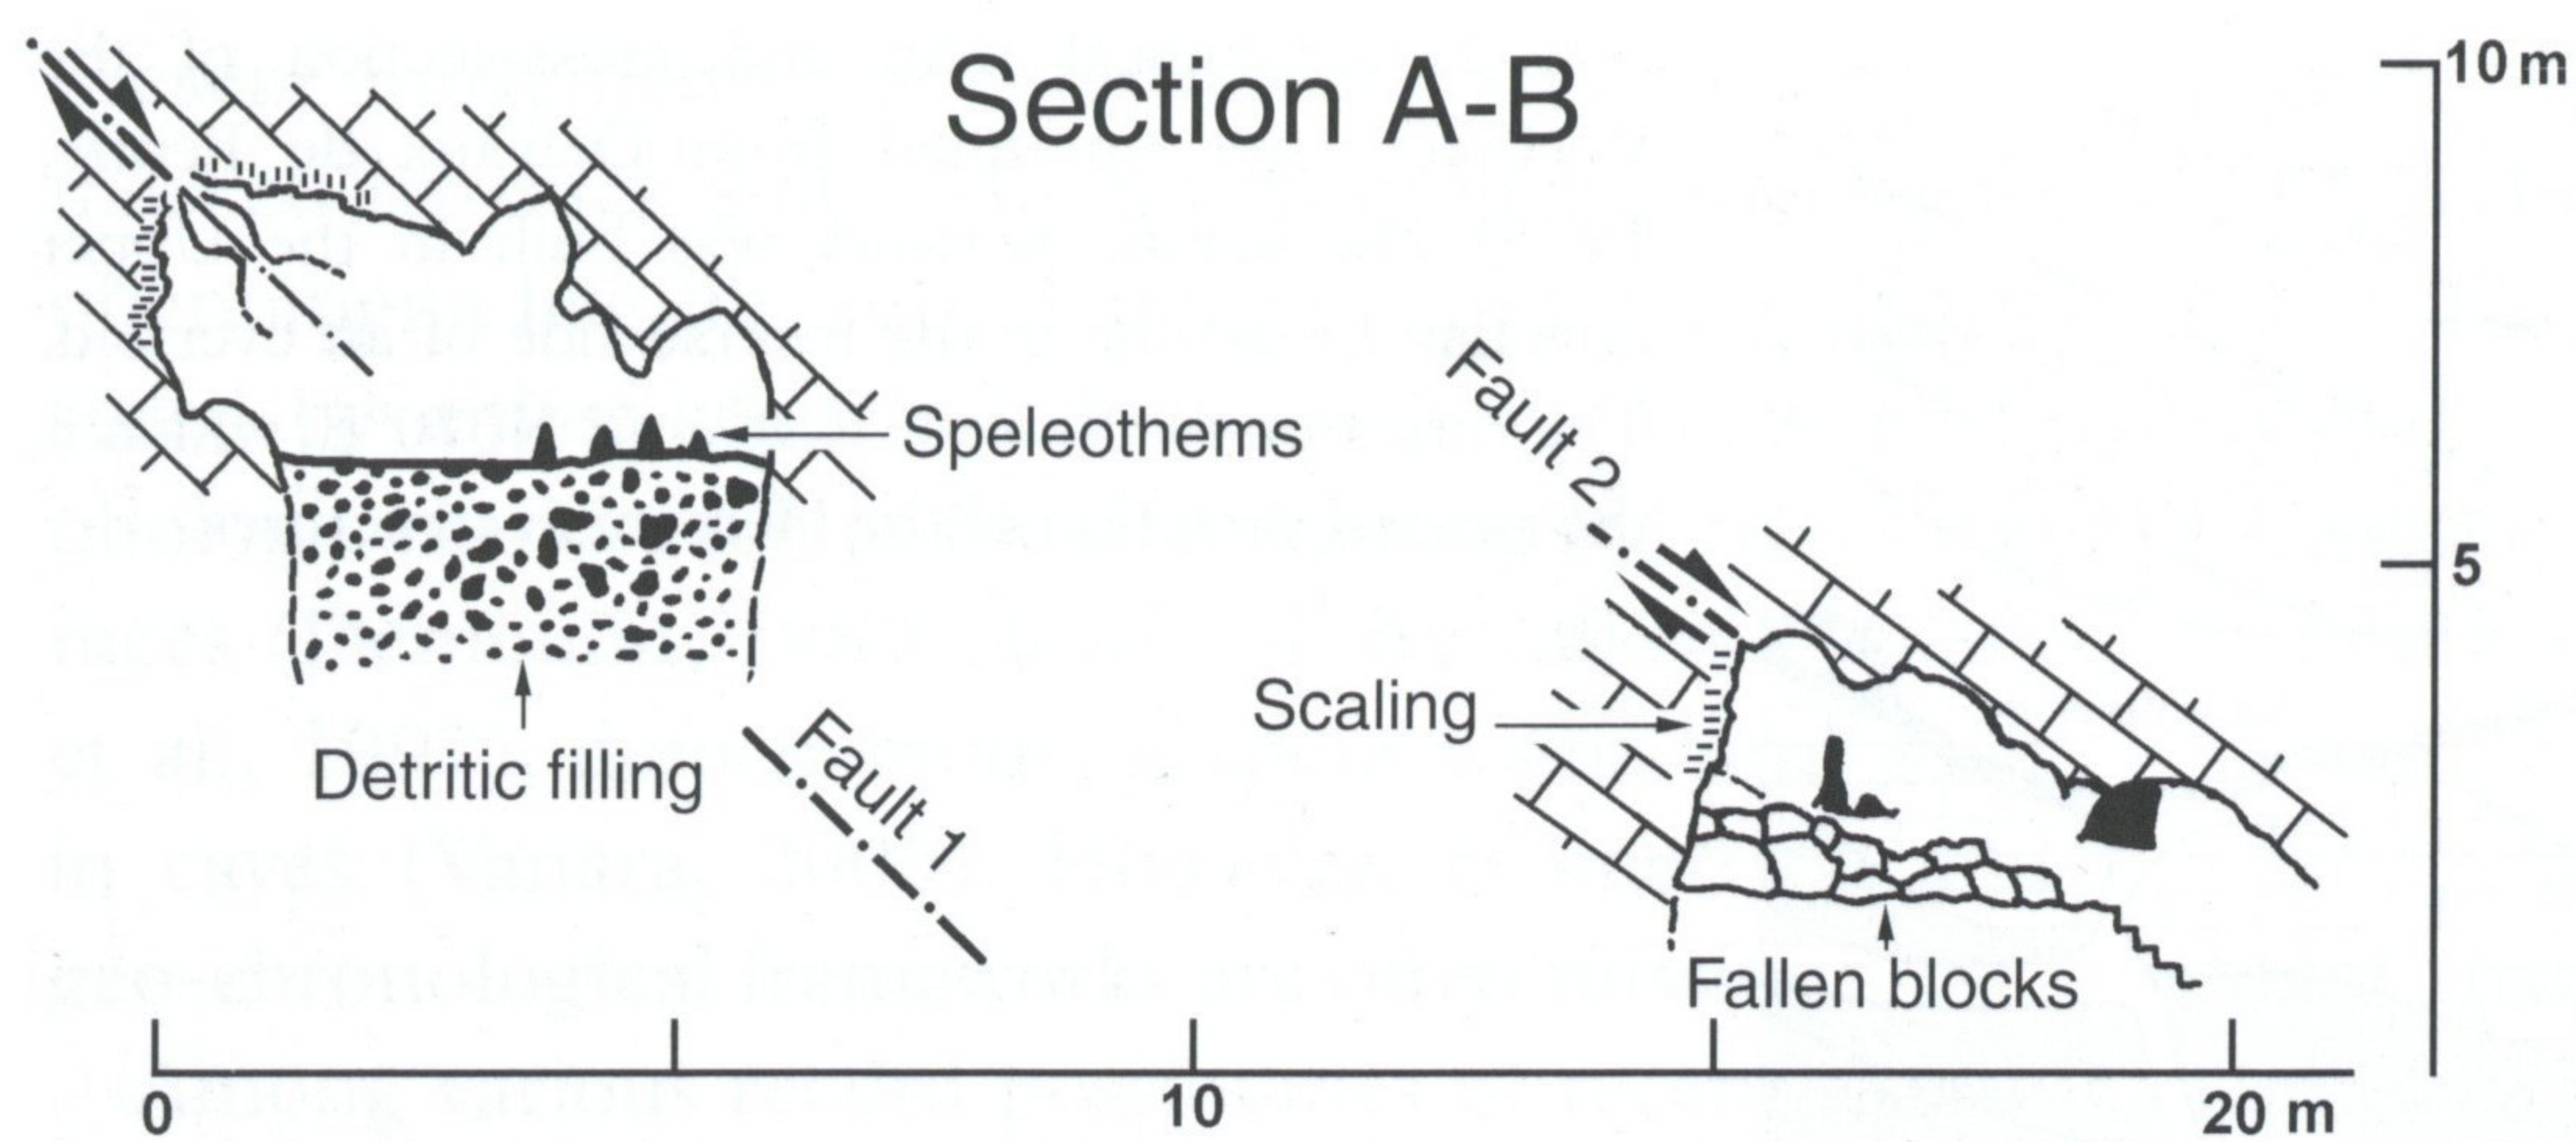 Section A-B
10 m
Speleothems
Fault 2
5
Scaling
Detritic filling
Fault 1
Fallen blocks
0
10
20 m